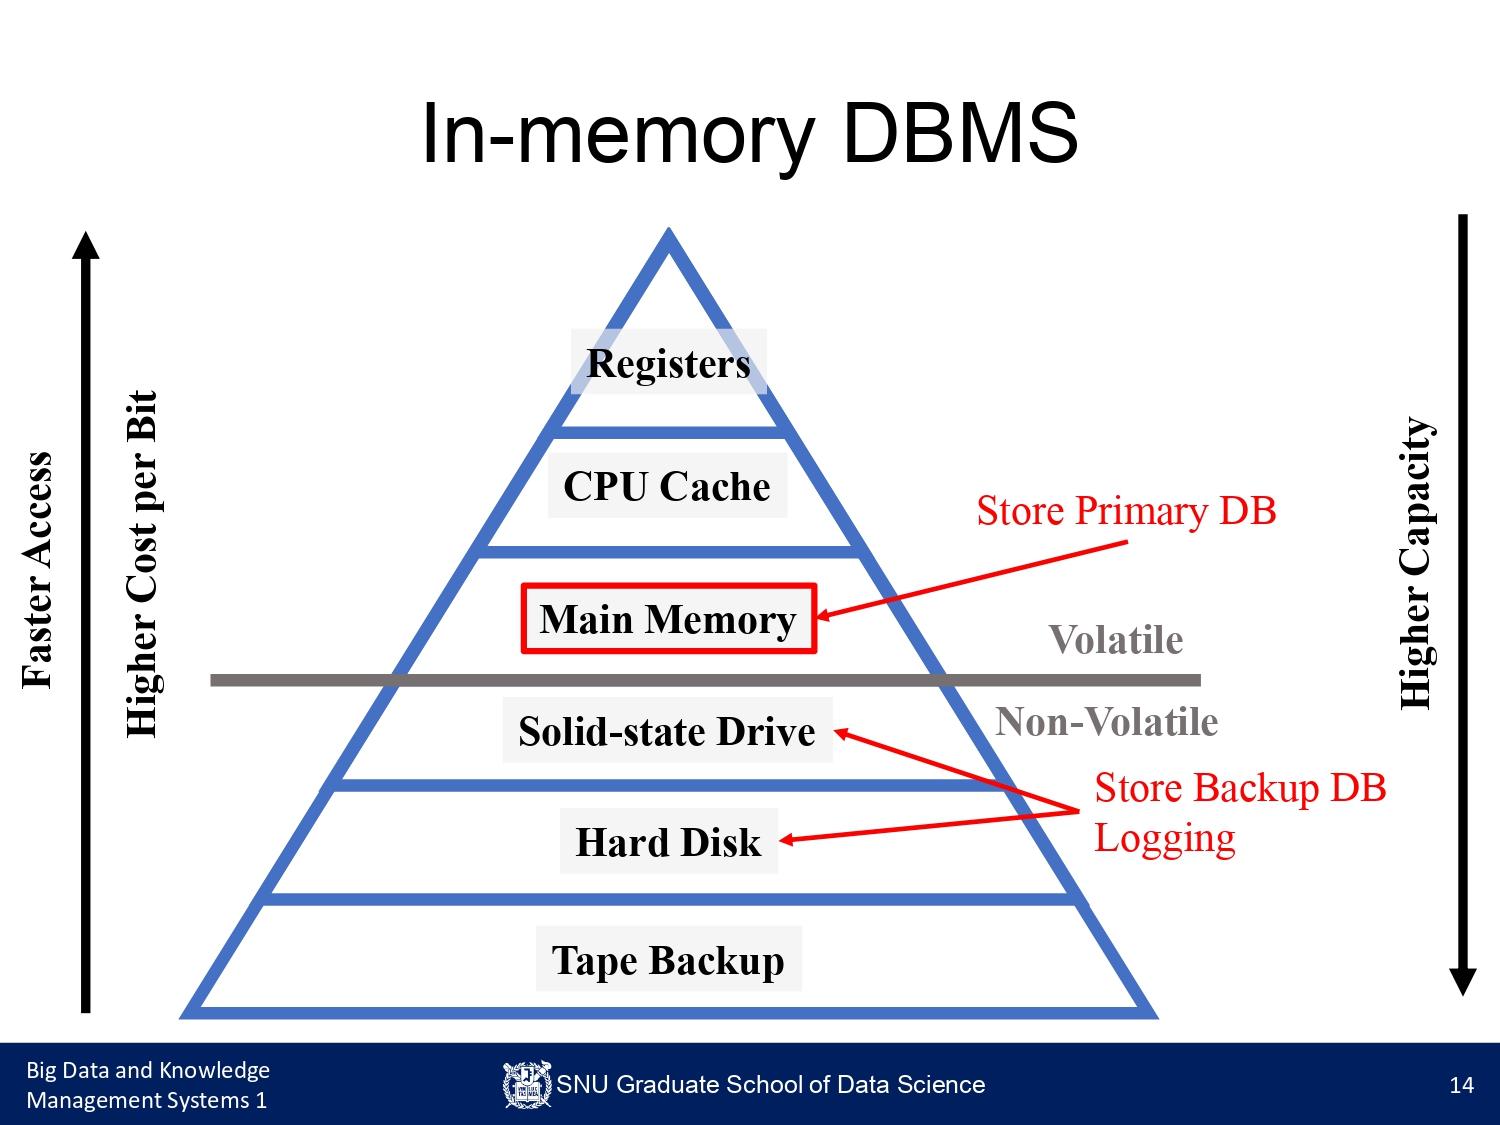 In-memory DBMS
Faster Access
Higher Cost per Bit
Registers
CPU Cache
Store Primary DB
Main Memory
Volatile
Higher Capacity
Non-Volatile
Solid-state Drive
Store Backup DB
Logging
Hard Disk
Tape Backup
Big Data and Knowledge
Management Systems 1
SNU Graduate School of Data Science
14